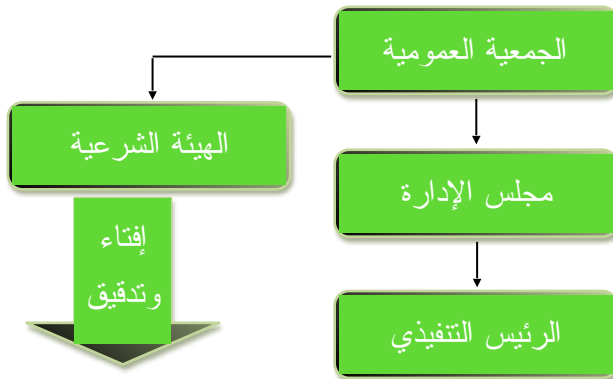 الجمعية العمومية
الهيئة الشرعية
مجلس الإدارة
إفتاء
وتدقيق
الرئيس التنفيذي